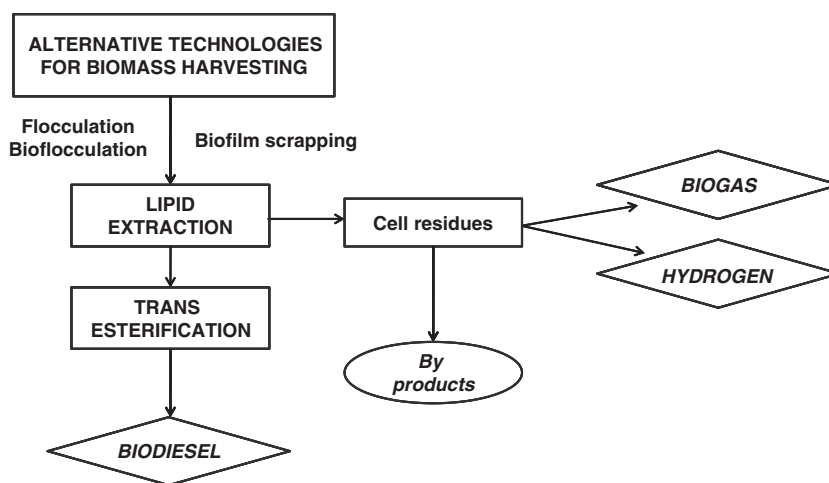 ALTERNATIVE TECHNOLOGIES
FOR BIOMASS HARVESTING
Flocculation
Bioflocculation
Biofilm scrapping
LIPID
EXTRACTION
Cell residues
BIOGAS
HYDROGEN
TRANS
ESTERIFICATION
By
products
BIODIESEL